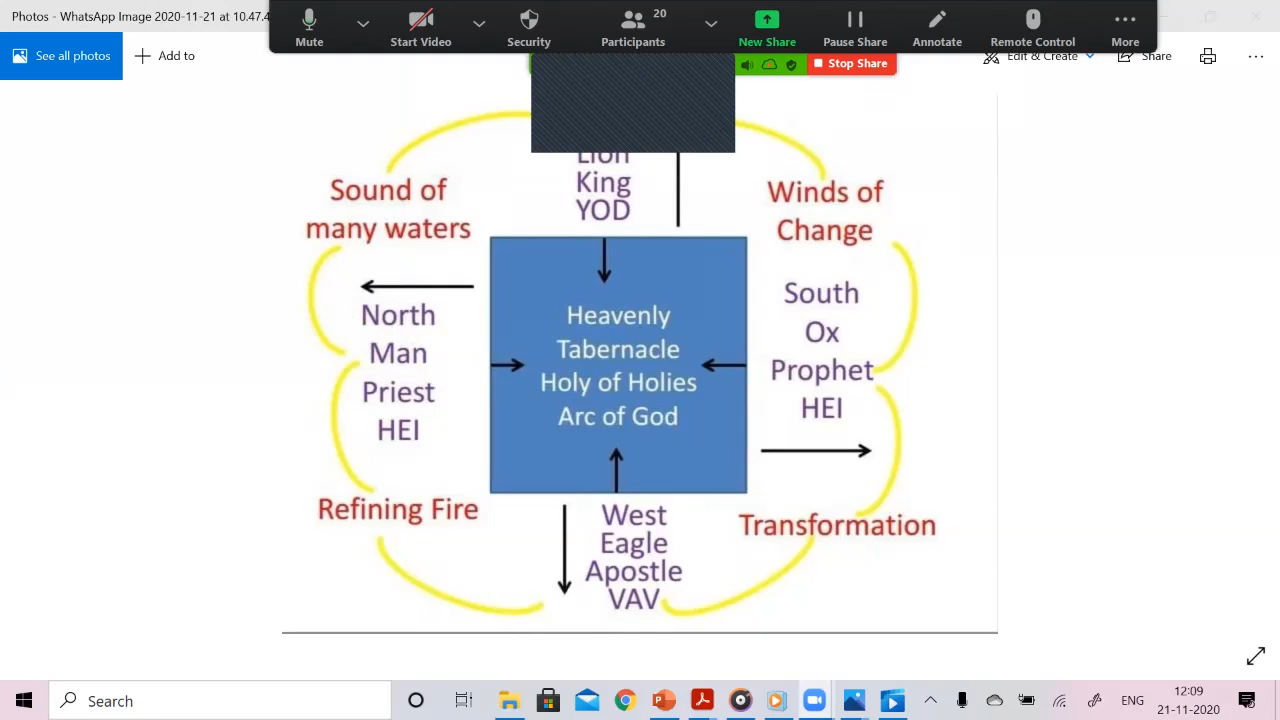 Photos - WhatsApp Image 2020-11-21 at 10.47.4
Mute
Start Video
Security
20
Participants
New Share
Pause Share
Annotate
Remote Control
More
See all photos
Add to
Stop Share
Edit & Create
Share
Lion
King
YOD
Sound of
many waters
Winds of
Change
North
Man
Priest
HEI
Heavenly
Tabernacle
Holy of Holies
Arc of God
South
Ox
Prophet
HEI
Refining Fire
West
Eagle
Apostle
VAV
Transformation
Search
ENG
12:09
21-11-2020